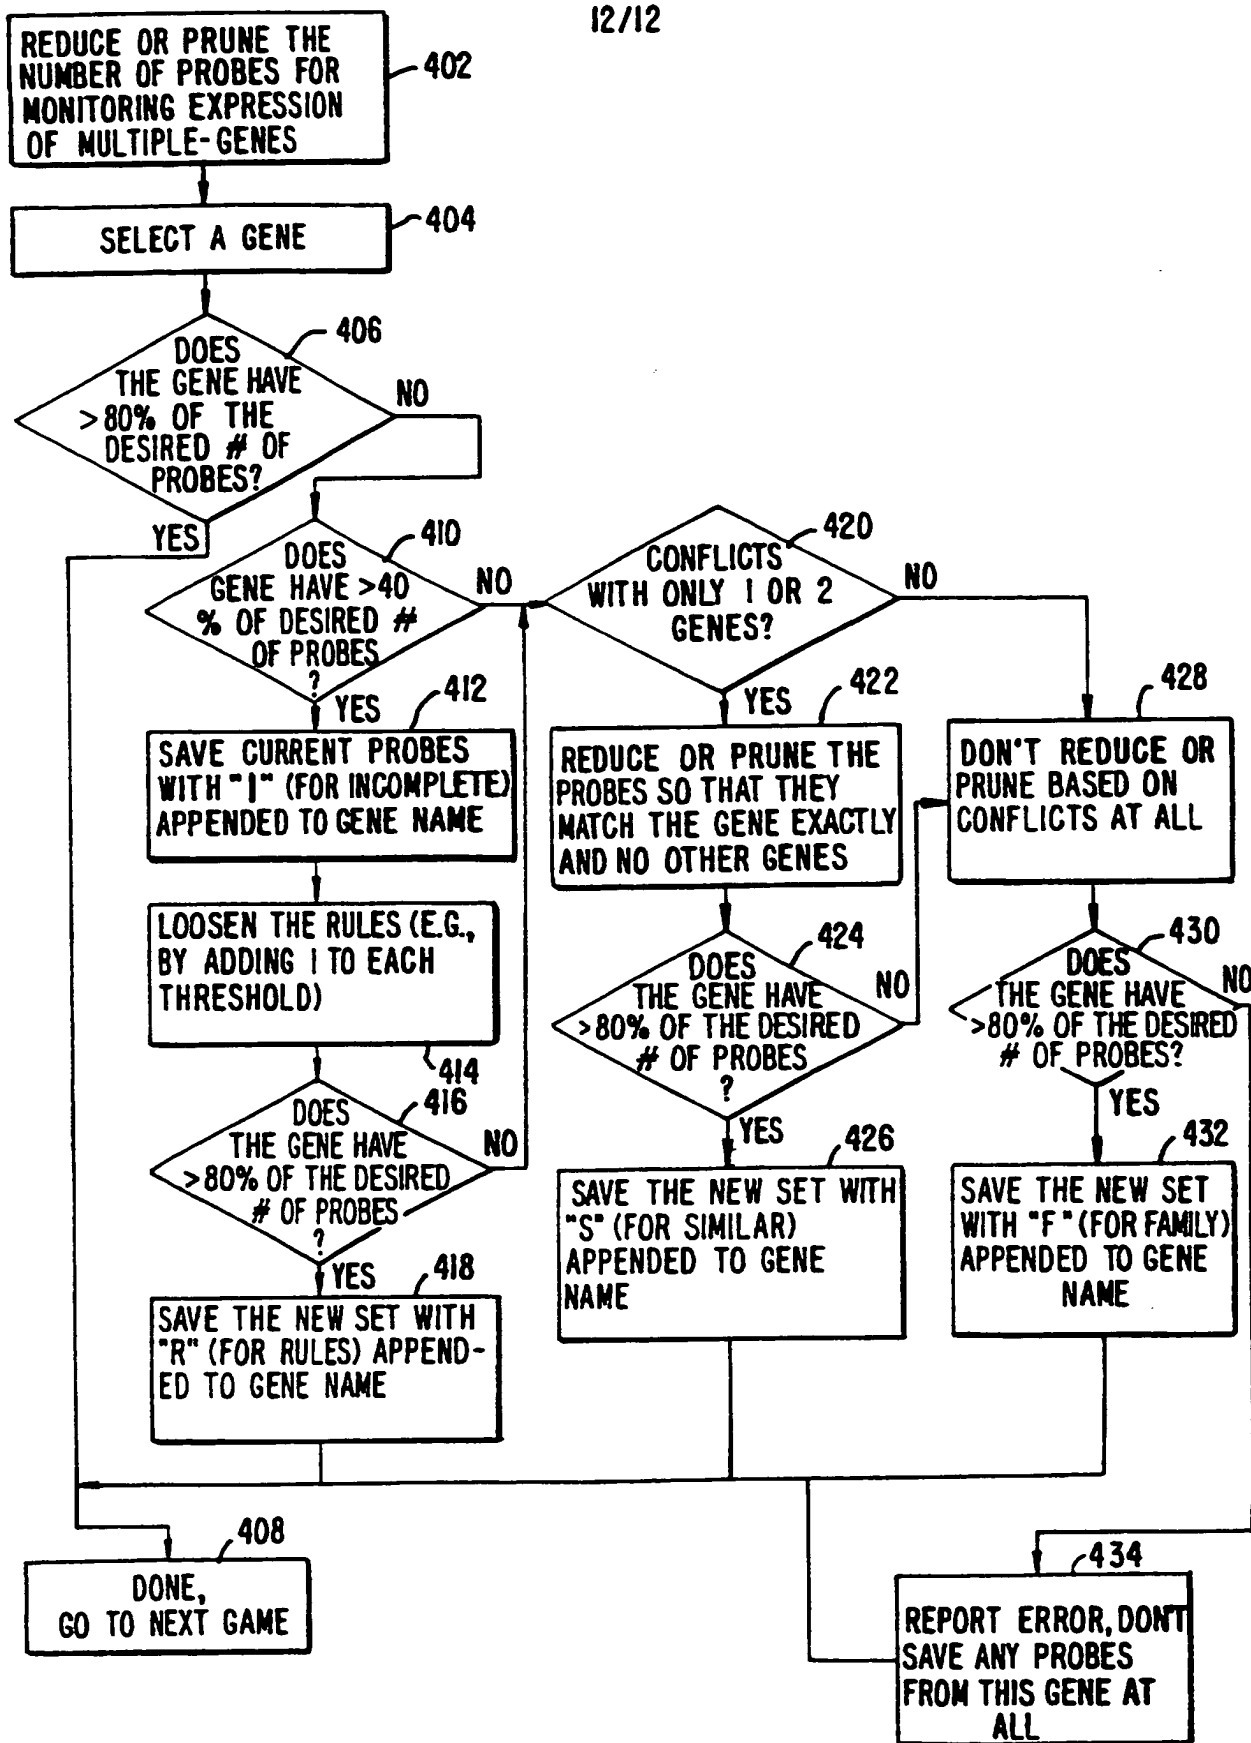 12/12
REDUCE OR PRUNE THE
NUMBER OF PROBES FOR
MONITORING EXPRESSION
OF MULTIPLE-GENES
402
SELECT A GENE
404
DOES
THE GENE HAVE
>80% OF THE
DESIRED # OF
PROBES?
406
NO
YES
DOES
GENE HAVE >40
% OF DESIRED #
OF PROBES
?
410
NO
YES
412
SAVE CURRENT PROBES
WITH "I" (FOR INCOMPLETE)
APPENDED TO GENE NAME
LOOSEN THE RULES (E.G.,
BY ADDING 1 TO EACH
THRESHOLD)
414
DOES
THE GENE HAVE
>80% OF THE DESIRED
# OF PROBES
?
416
NO
YES
418
SAVE THE NEW SET WITH
"R" (FOR RULES) APPEND-
ED TO GENE NAME
CONFLICTS
WITH ONLY 1 OR 2
GENES?
420
NO
YES
422
REDUCE OR PRUNE THE
PROBES SO THAT THEY
MATCH THE GENE EXACTLY
AND NO OTHER GENES
DOES
THE GENE HAVE
>80% OF THE DESIRED
# OF PROBES
?
424
NO
YES
426
SAVE THE NEW SET WITH
"S" (FOR SIMILAR)
APPENDED TO GENE
NAME
428
DON'T REDUCE OR
PRUNE BASED ON
CONFLICTS AT ALL
DOES
THE GENE HAVE
>80% OF THE DESIRED
# OF PROBES?
430
NO
YES
432
SAVE THE NEW SET
WITH "F" (FOR FAMILY)
APPENDED TO GENE
NAME
408
DONE,
GO TO NEXT GAME
434
REPORT ERROR, DON'T
SAVE ANY PROBES
FROM THIS GENE AT
ALL